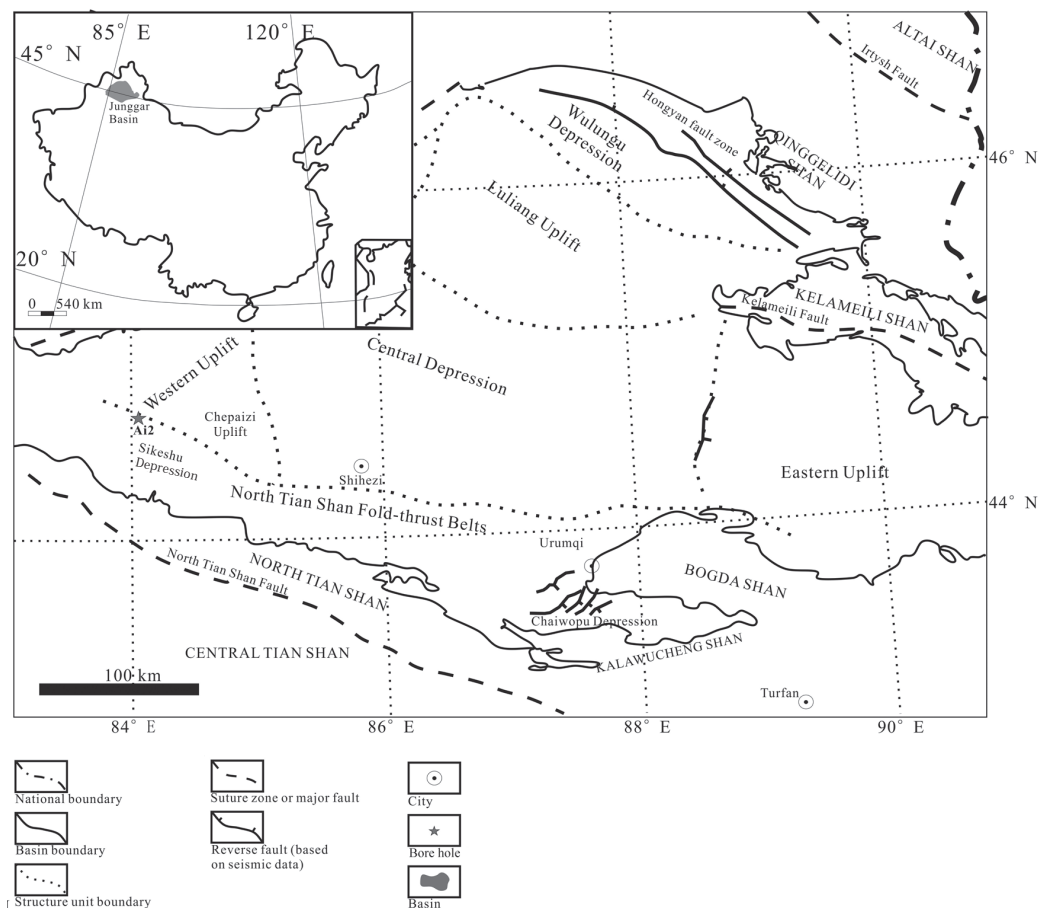 85° E
120° E
45° N
Junggar
Basin
20° N
0 540 km
ALTAI SHAN
Irtysh Fault
Wulungu
Depression
Hongyan fault zone
QINGGELIDI
SHAN
46° N
Luliang Uplift
KELAMEILI SHAN
Kelameili Fault
Central Depression
Western Uplift
Chepaizi
Uplift
Ai2
Sikeshu
Depression
Shihezi
Eastern Uplift
North Tian Shan Fold-thrust Belts
44° N
Urumqi
North Tian Shan Fault
NORTH TIAN SHAN
BOGDA SHAN
Chaiwopu Depression
CENTRAL TIAN SHAN
KALAWUCHENG SHAN
100 km
Turfan
84° E
86° E
88° E
90° E
National boundary
Suture zone or major fault
City
Basin boundary
Reverse fault (based
on seismic data)
Bore hole
Structure unit boundary
Basin